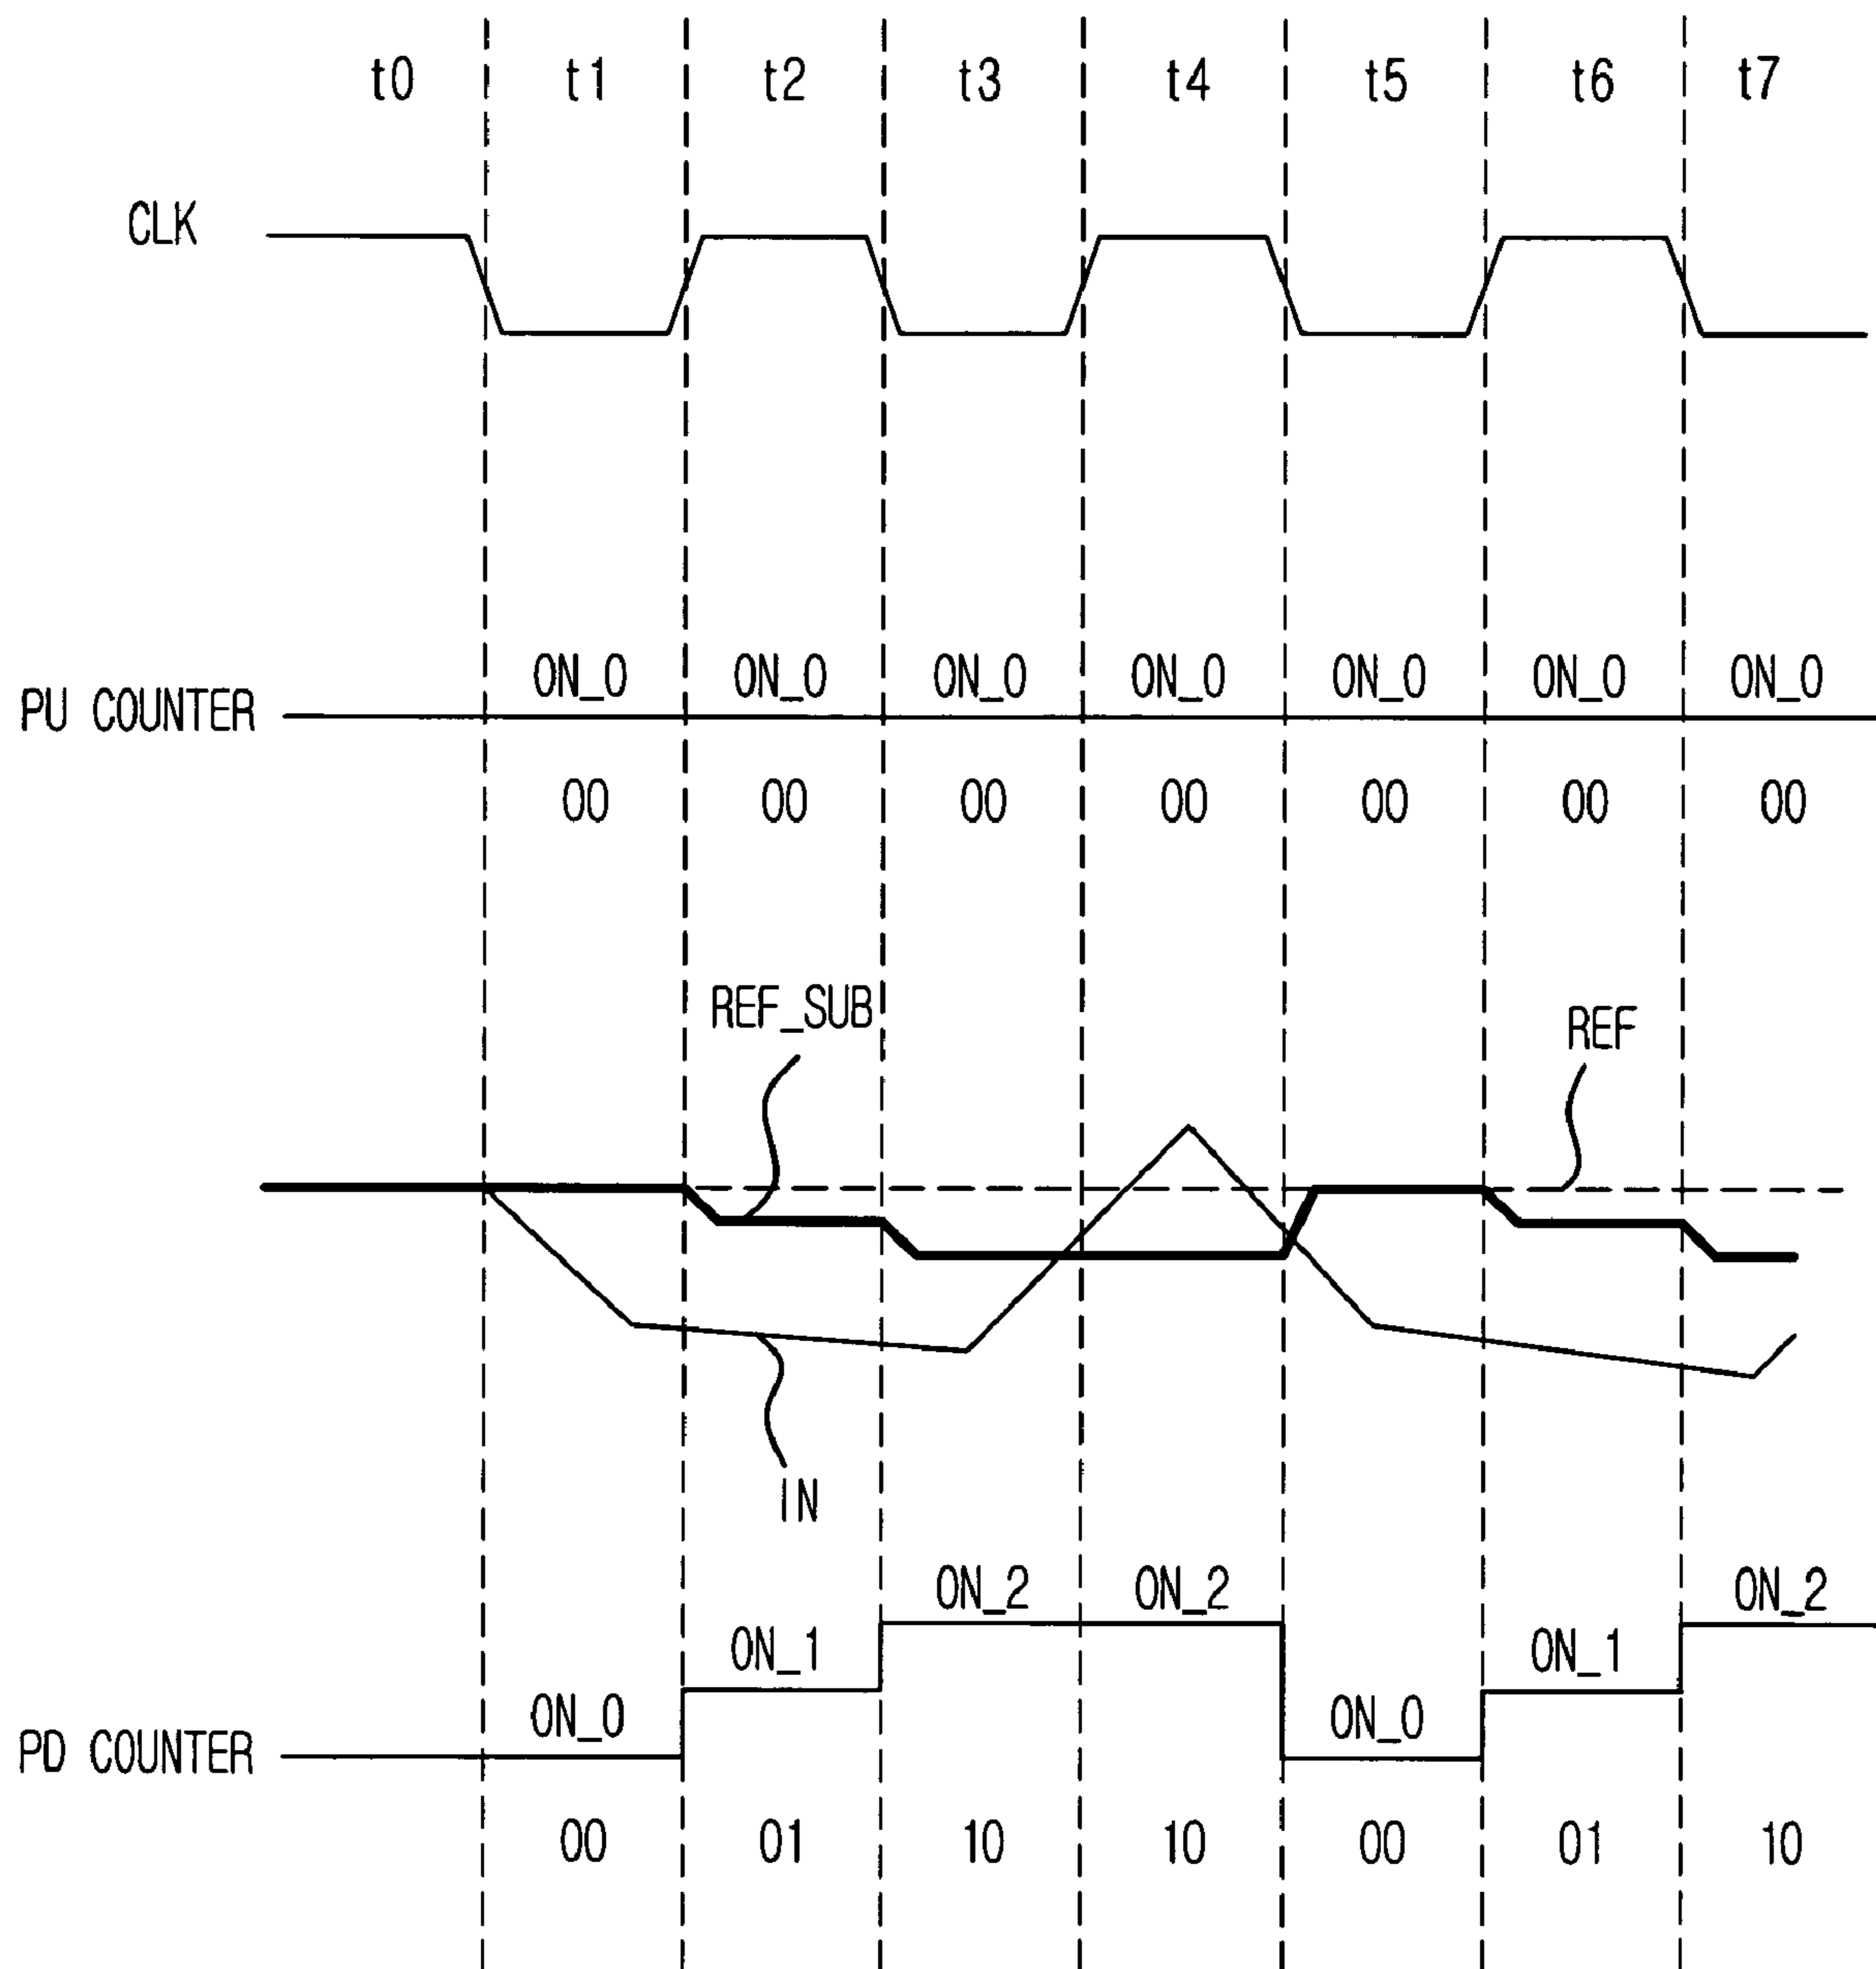 t0 t1 t2 t3 t4 t5 t6 t7
CLK
ON_0 ON_0 ON_0 ON_0 ON_0 ON_0 ON_0
PU COUNTER
00 00 00 00 00 00 00
REF_SUB
REF
IN
ON_2 ON_2 ON_2
ON_1 ON_1
ON_0 ON_0
PD COUNTER
00 01 10 10 00 01 10